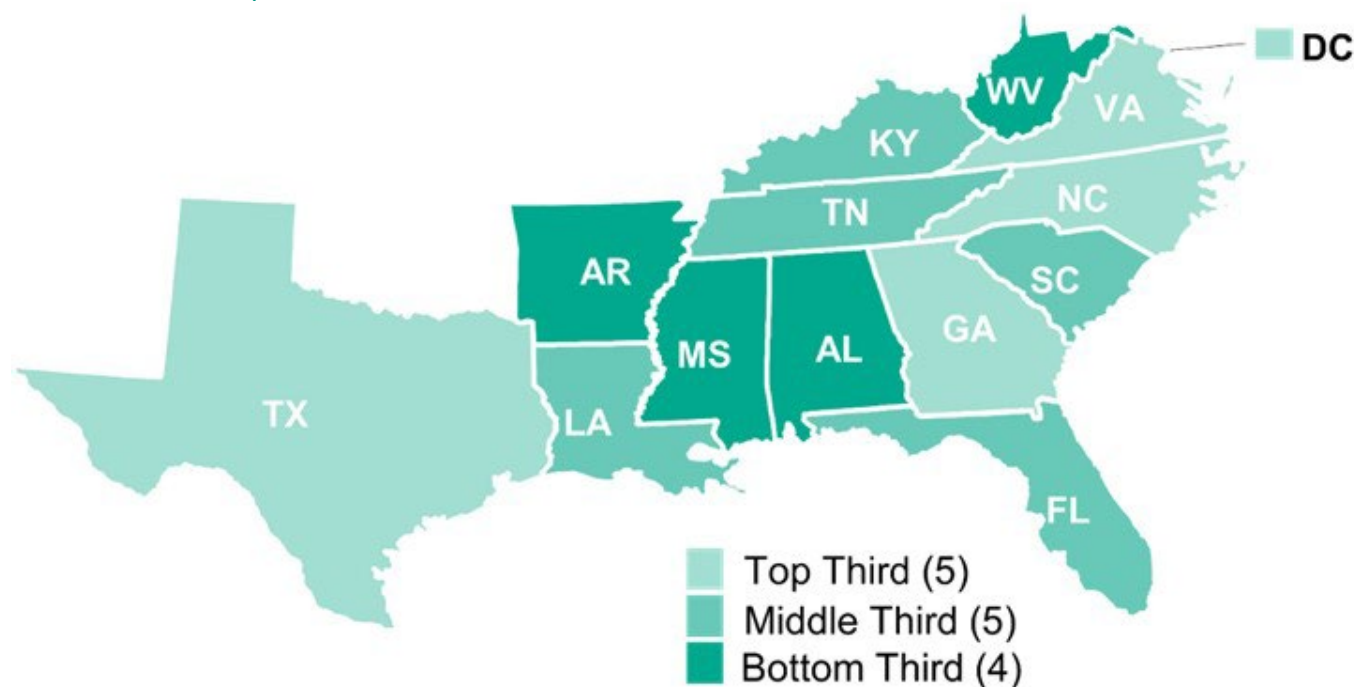 DC
WV
VA
KY
NC
TN
AR
SC
GA
MS
AL
TX
LA
FL
Top Third (5)
Middle Third (5)
Bottom Third (4)